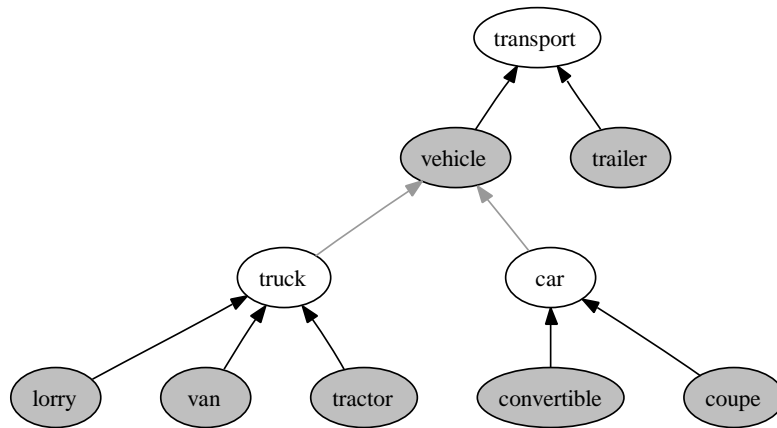 transport
vehicle
trailer
truck
car
lorry
van
tractor
convertible
coupe